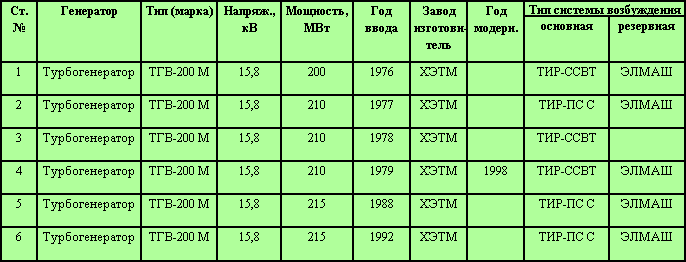 Ст. № Генератор Тип (марка) Напряж., кВ Мощность, МВт Год ввода Завод изготови-тель Год модерн. Тип системы возбуждения
основная резервная
1 Турбогенератор ТГВ-200 М 15,8 200 1976 ХЭТМ ТИР-ССВТ ЭЛМАШ
2 Турбогенератор ТГВ-200 М 15,8 210 1977 ХЭТМ ТИР-ПС С ЭЛМАШ
3 Турбогенератор ТГВ-200 М 15,8 210 1978 ХЭТМ ТИР-ССВТ
4 Турбогенератор ТГВ-200 М 15,8 210 1979 ХЭТМ 1998 ТИР-ССВТ ЭЛМАШ
5 Турбогенератор ТГВ-200 М 15,8 215 1988 ХЭТМ ТИР-ПС С ЭЛМАШ
6 Турбогенератор ТГВ-200 М 15,8 215 1992 ХЭТМ ТИР-ПС С ЭЛМАШ